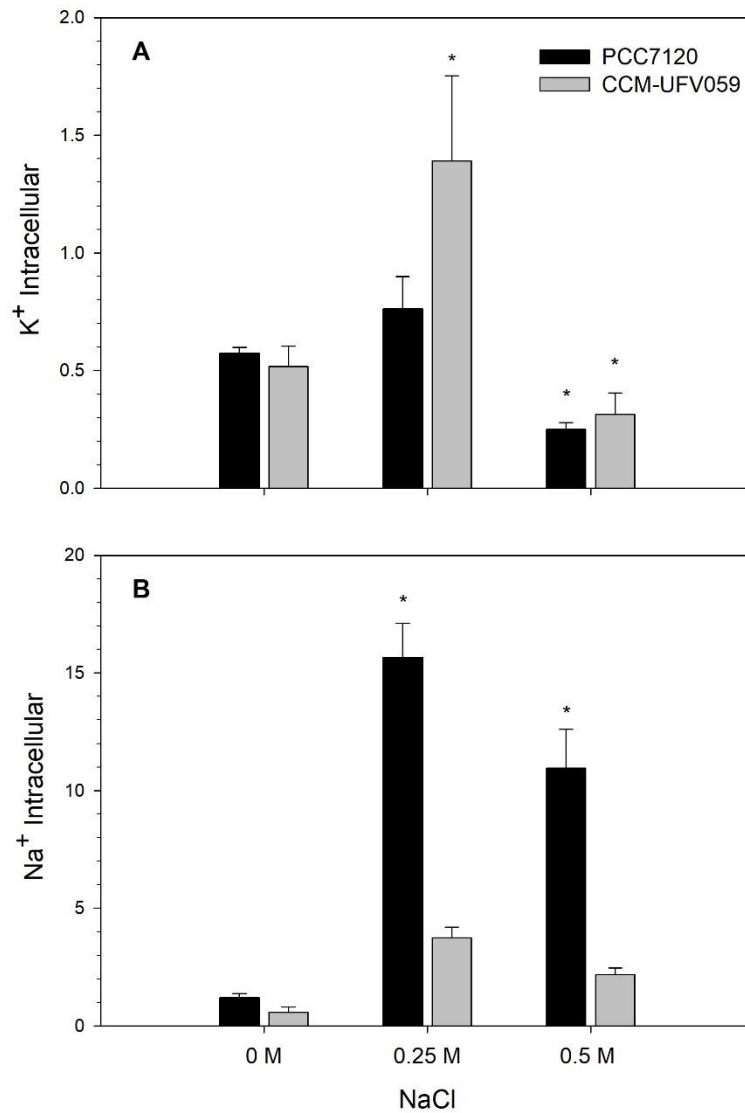 2.0
A
*
PCC7120
CCM-UFV059
1.5
1.0
0.5
0.0
*
*
K+ Intracellular
20
B
*
15
*
10
5
0
Na+ Intracellular
0 M
0.25 M
0.5 M
NaCl